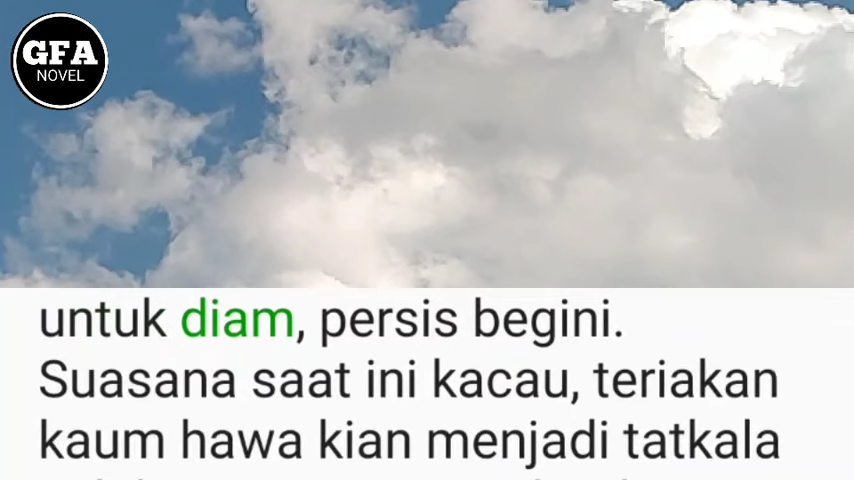 GFA
NOVEL
untuk diam, persis begini.
Suasana saat ini kacau, teriakan
kaum hawa kian menjadi tatkala